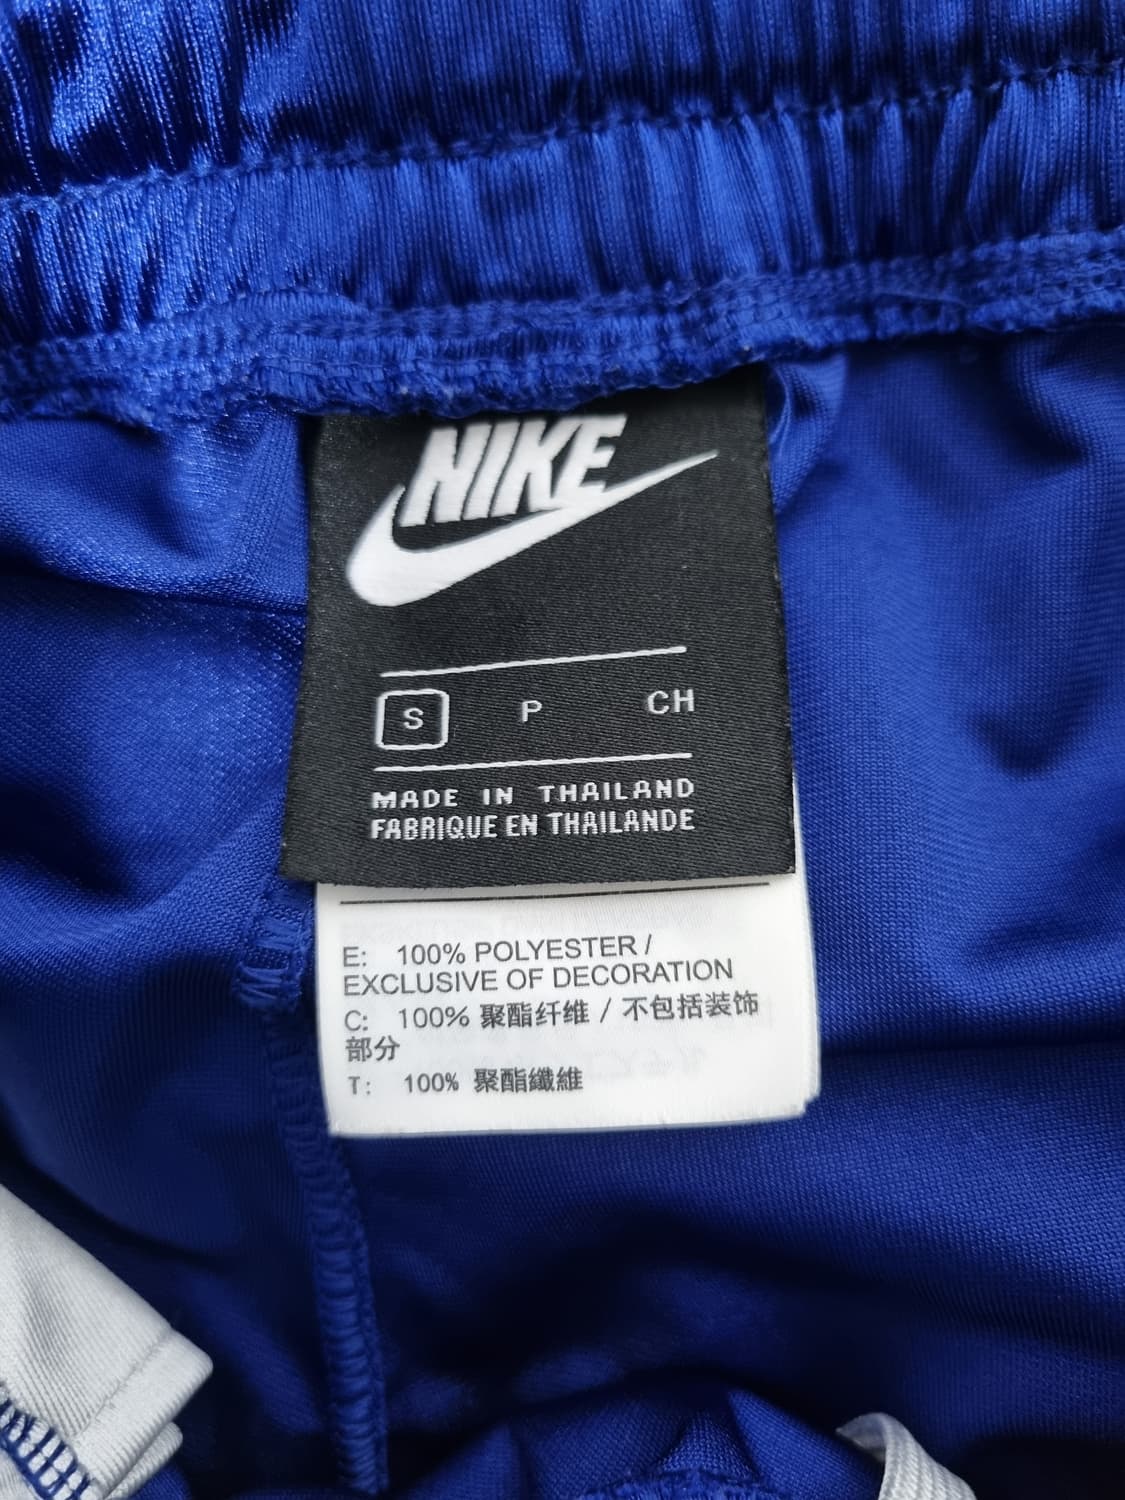 NIKE
S P CH
MADE IN THAILAND
FABRIQUE EN THAILANDE
E: 100% POLYESTER /
EXCLUSIVE OF DECORATION
C: 100% 聚酯纤维 / 不包括装饰
部分
T: 100% 聚酯纖維